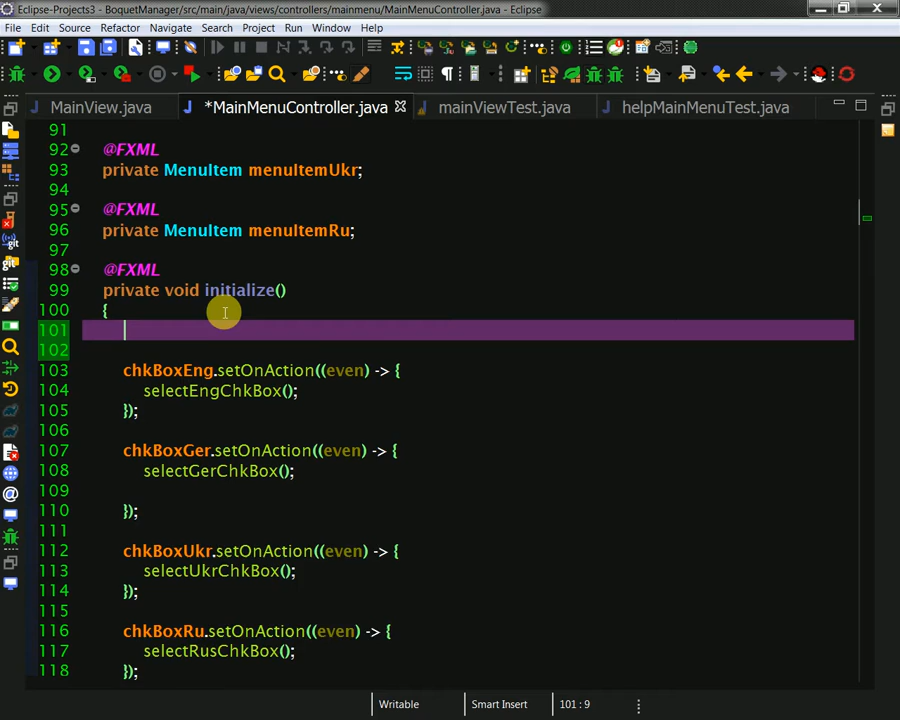 Eclipse-Projects3 - BoquetManager/src/main/java/views/controllers/mainmenu/MainMenuController.java - Eclipse
File Edit Source Refactor Navigate Search Project Run Window Help
MainView.java *MainMenuController.java mainViewTest.java helpMainMenuTest.java
91
92 @FXML
93 private MenuItem menuItemUkr;
94
95 @FXML
96 private MenuItem menuItemRu;
97
98 @FXML
99 private void initialize()
100 {
101
102
103 chkBoxEng.setOnAction((even) -> {
104 selectEngChkBox();
105 });
106
107 chkBoxGer.setOnAction((even) -> {
108 selectGerChkBox();
109
110 });
111
112 chkBoxUkr.setOnAction((even) -> {
113 selectUkrChkBox();
114 });
115
116 chkBoxRu.setOnAction((even) -> {
117 selectRusChkBox();
118 });
Writable Smart Insert 101 : 9